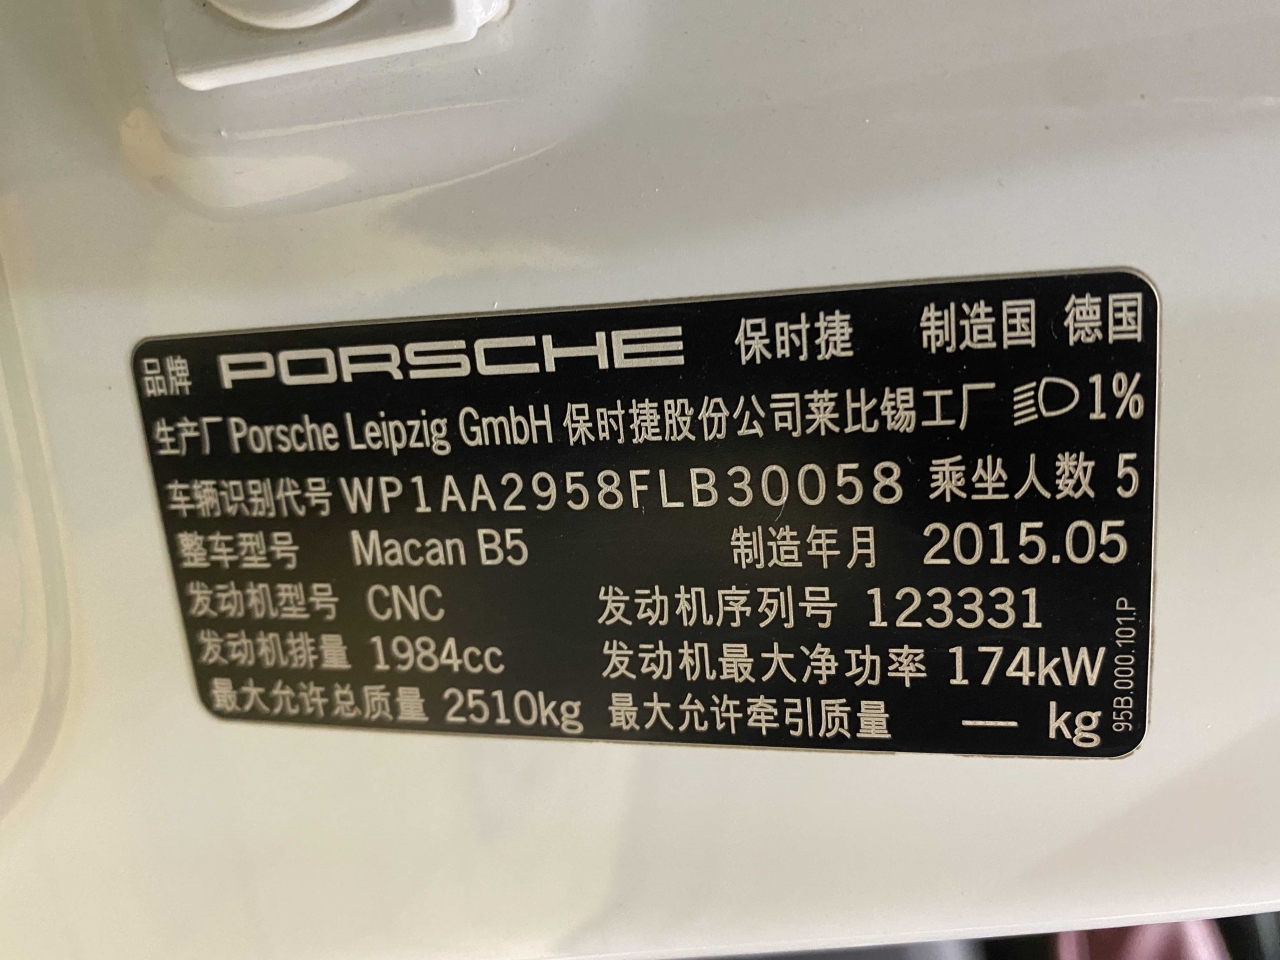 品牌 PORSCHE 保时捷 制造国 德国
生产厂 Porsche Leipzig GmbH 保时捷股份公司莱比锡工厂 1%
车辆识别代号 WP1AA2958FLB30058 乘坐人数 5
整车型号 Macan B5 制造年月 2015.05
发动机型号 CNC 发动机序列号 123331
发动机排量 1984cc 发动机最大净功率 174kW
最大允许总质量 2510kg 最大允许牵引质量 — kg
95B.000.101.P